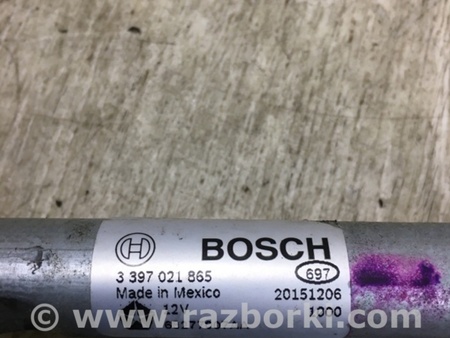 BOSCH
3 397 021 865
697
Made in Mexico
20151206
12V
1000
www.razborki.com